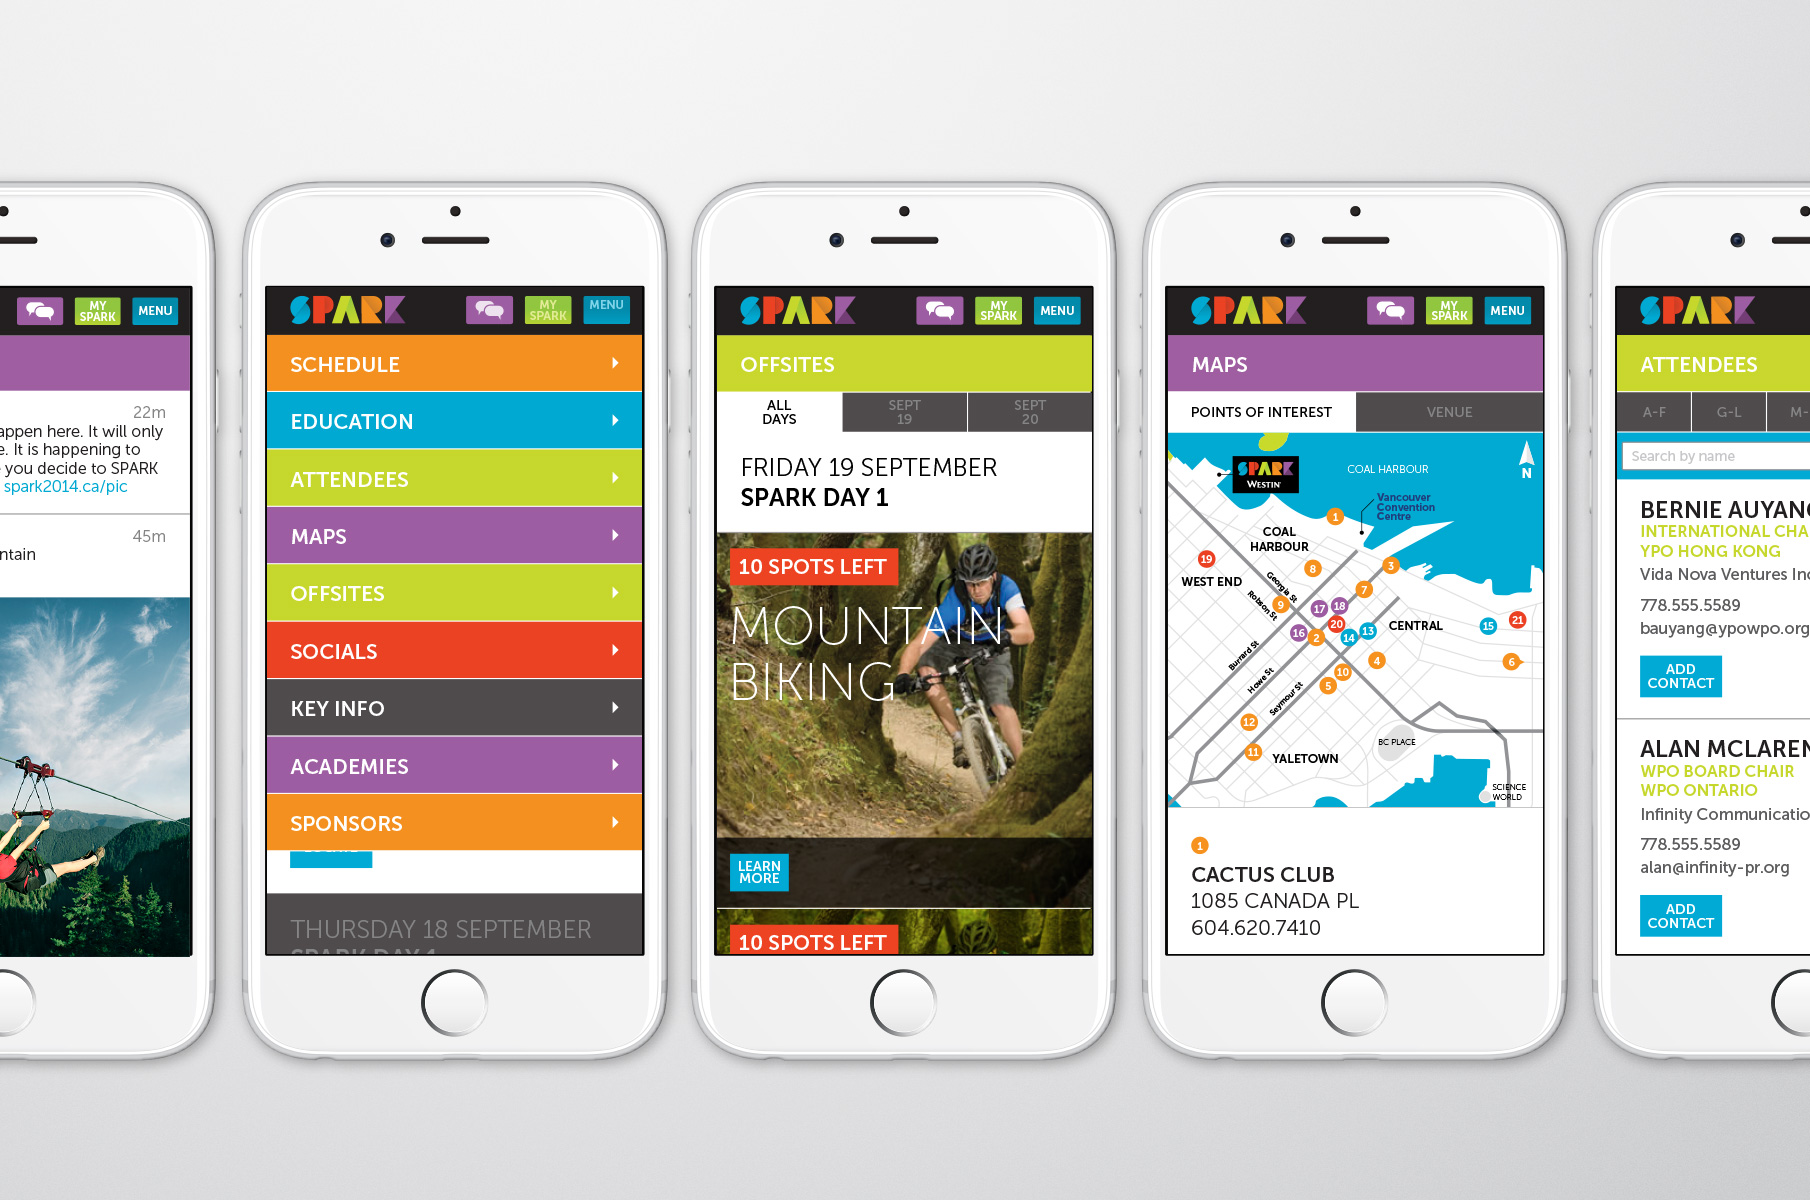 MY
SPARK
MENU
22m
appen here. It will only
e. It is happening to
you decide to SPARK
spark2014.ca/pic
45m
ntain
SPARK
MY
SPARK
MENU
SCHEDULE
EDUCATION
ATTENDEES
MAPS
OFFSITES
SOCIALS
KEY INFO
ACADEMIES
SPONSORS
THURSDAY 18 SEPTEMBER
SPARK DAY 1
SPARK
MY
SPARK
MENU
OFFSITES
ALL
DAYS
SEPT
19
SEPT
20
FRIDAY 19 SEPTEMBER
SPARK DAY 1
10 SPOTS LEFT
MOUNTAIN
BIKING
LEARN
MORE
10 SPOTS LEFT
SPARK
MY
SPARK
MENU
MAPS
POINTS OF INTEREST
VENUE
SPARK
WESTIN
COAL HARBOUR
N
Vancouver
Convention
Centre
1
COAL
HARBOUR
19
WEST END
8
3
Georgia St
Robson St
7
9
17
18
16
2
20
14
13
CENTRAL
15
21
6
4
10
5
Burrard St
Howe St
Seymour St
12
11
YALETOWN
BC PLACE
SCIENCE
WORLD
1
CACTUS CLUB
1085 CANADA PL
604.620.7410
SPARK
ATTENDEES
A-F
G-L
M-
Search by name
BERNIE AUYANG
INTERNATIONAL CHA
YPO HONG KONG
Vida Nova Ventures Inc
778.555.5589
bauyang@ypowpo.org
ADD
CONTACT
ALAN MCLAREN
WPO BOARD CHAIR
WPO ONTARIO
Infinity Communicatio
778.555.5589
alan@infinity-pr.org
ADD
CONTACT